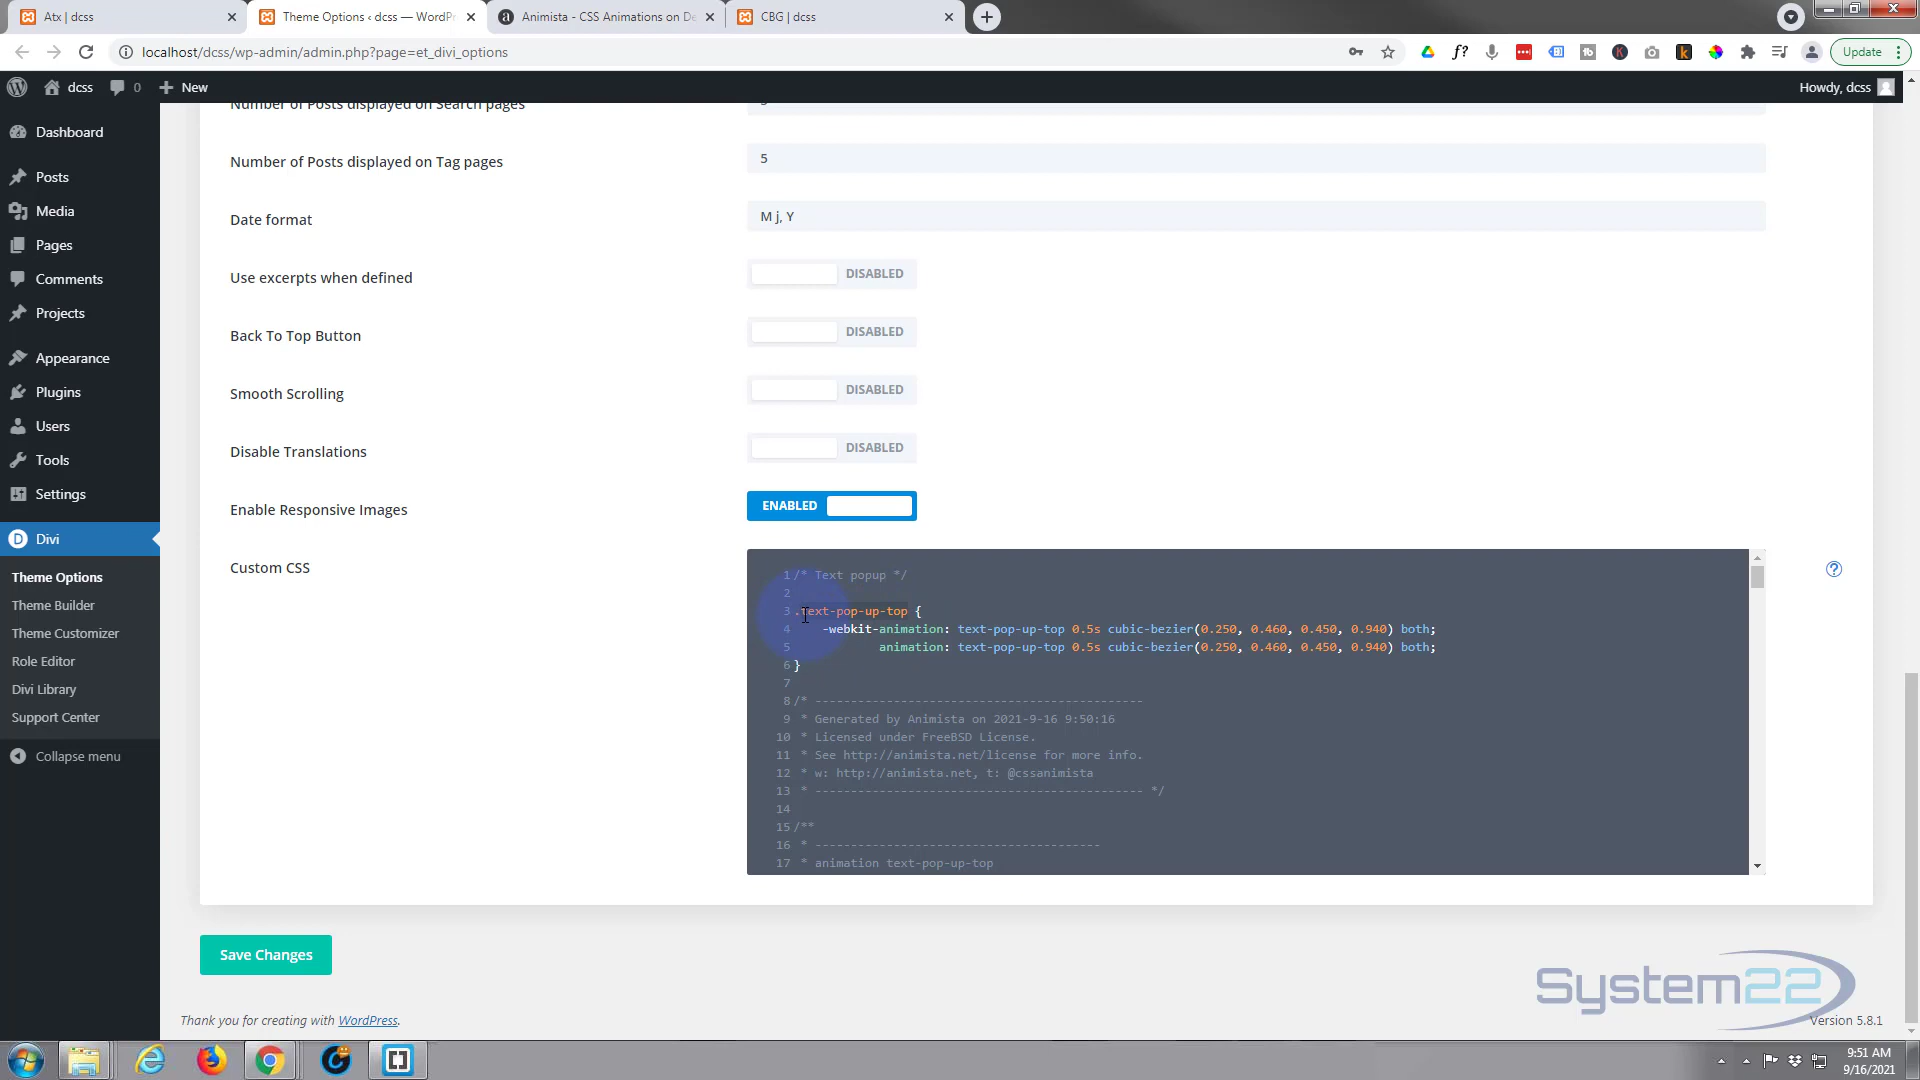 Atx | dcss
Theme Options ‹ dcss — WordPr
Animista - CSS Animations on De
CBG | dcss
localhost/dcss/wp-admin/admin.php?page=et_divi_options
Update
dcss
0
New
Howdy, dcss
Dashboard
Posts
Media
Pages
Comments
Projects
Appearance
Plugins
Users
Tools
Settings
Divi
Theme Options
Theme Builder
Theme Customizer
Role Editor
Divi Library
Support Center
Collapse menu
Number of Posts displayed on Search pages
Number of Posts displayed on Tag pages
5
Date format
M j, Y
Use excerpts when defined
DISABLED
Back To Top Button
DISABLED
Smooth Scrolling
DISABLED
Disable Translations
DISABLED
Enable Responsive Images
ENABLED
Custom CSS
1 /* Text popup */
2
3 .text-pop-up-top {
4 -webkit-animation: text-pop-up-top 0.5s cubic-bezier(0.250, 0.460, 0.450, 0.940) both;
5 animation: text-pop-up-top 0.5s cubic-bezier(0.250, 0.460, 0.450, 0.940) both;
6 }
7
8 /* ----------------------------------------------
9 * Generated by Animista on 2021-9-16 9:50:16
10 * Licensed under FreeBSD License.
11 * See http://animista.net/license for more info.
12 * w: http://animista.net, t: @cssanimista
13 * ---------------------------------------------- */
14
15 /**
16 * ----------------------------------------
17 * animation text-pop-up-top
Save Changes
System22
Thank you for creating with WordPress.
Version 5.8.1
9:51 AM
9/16/2021